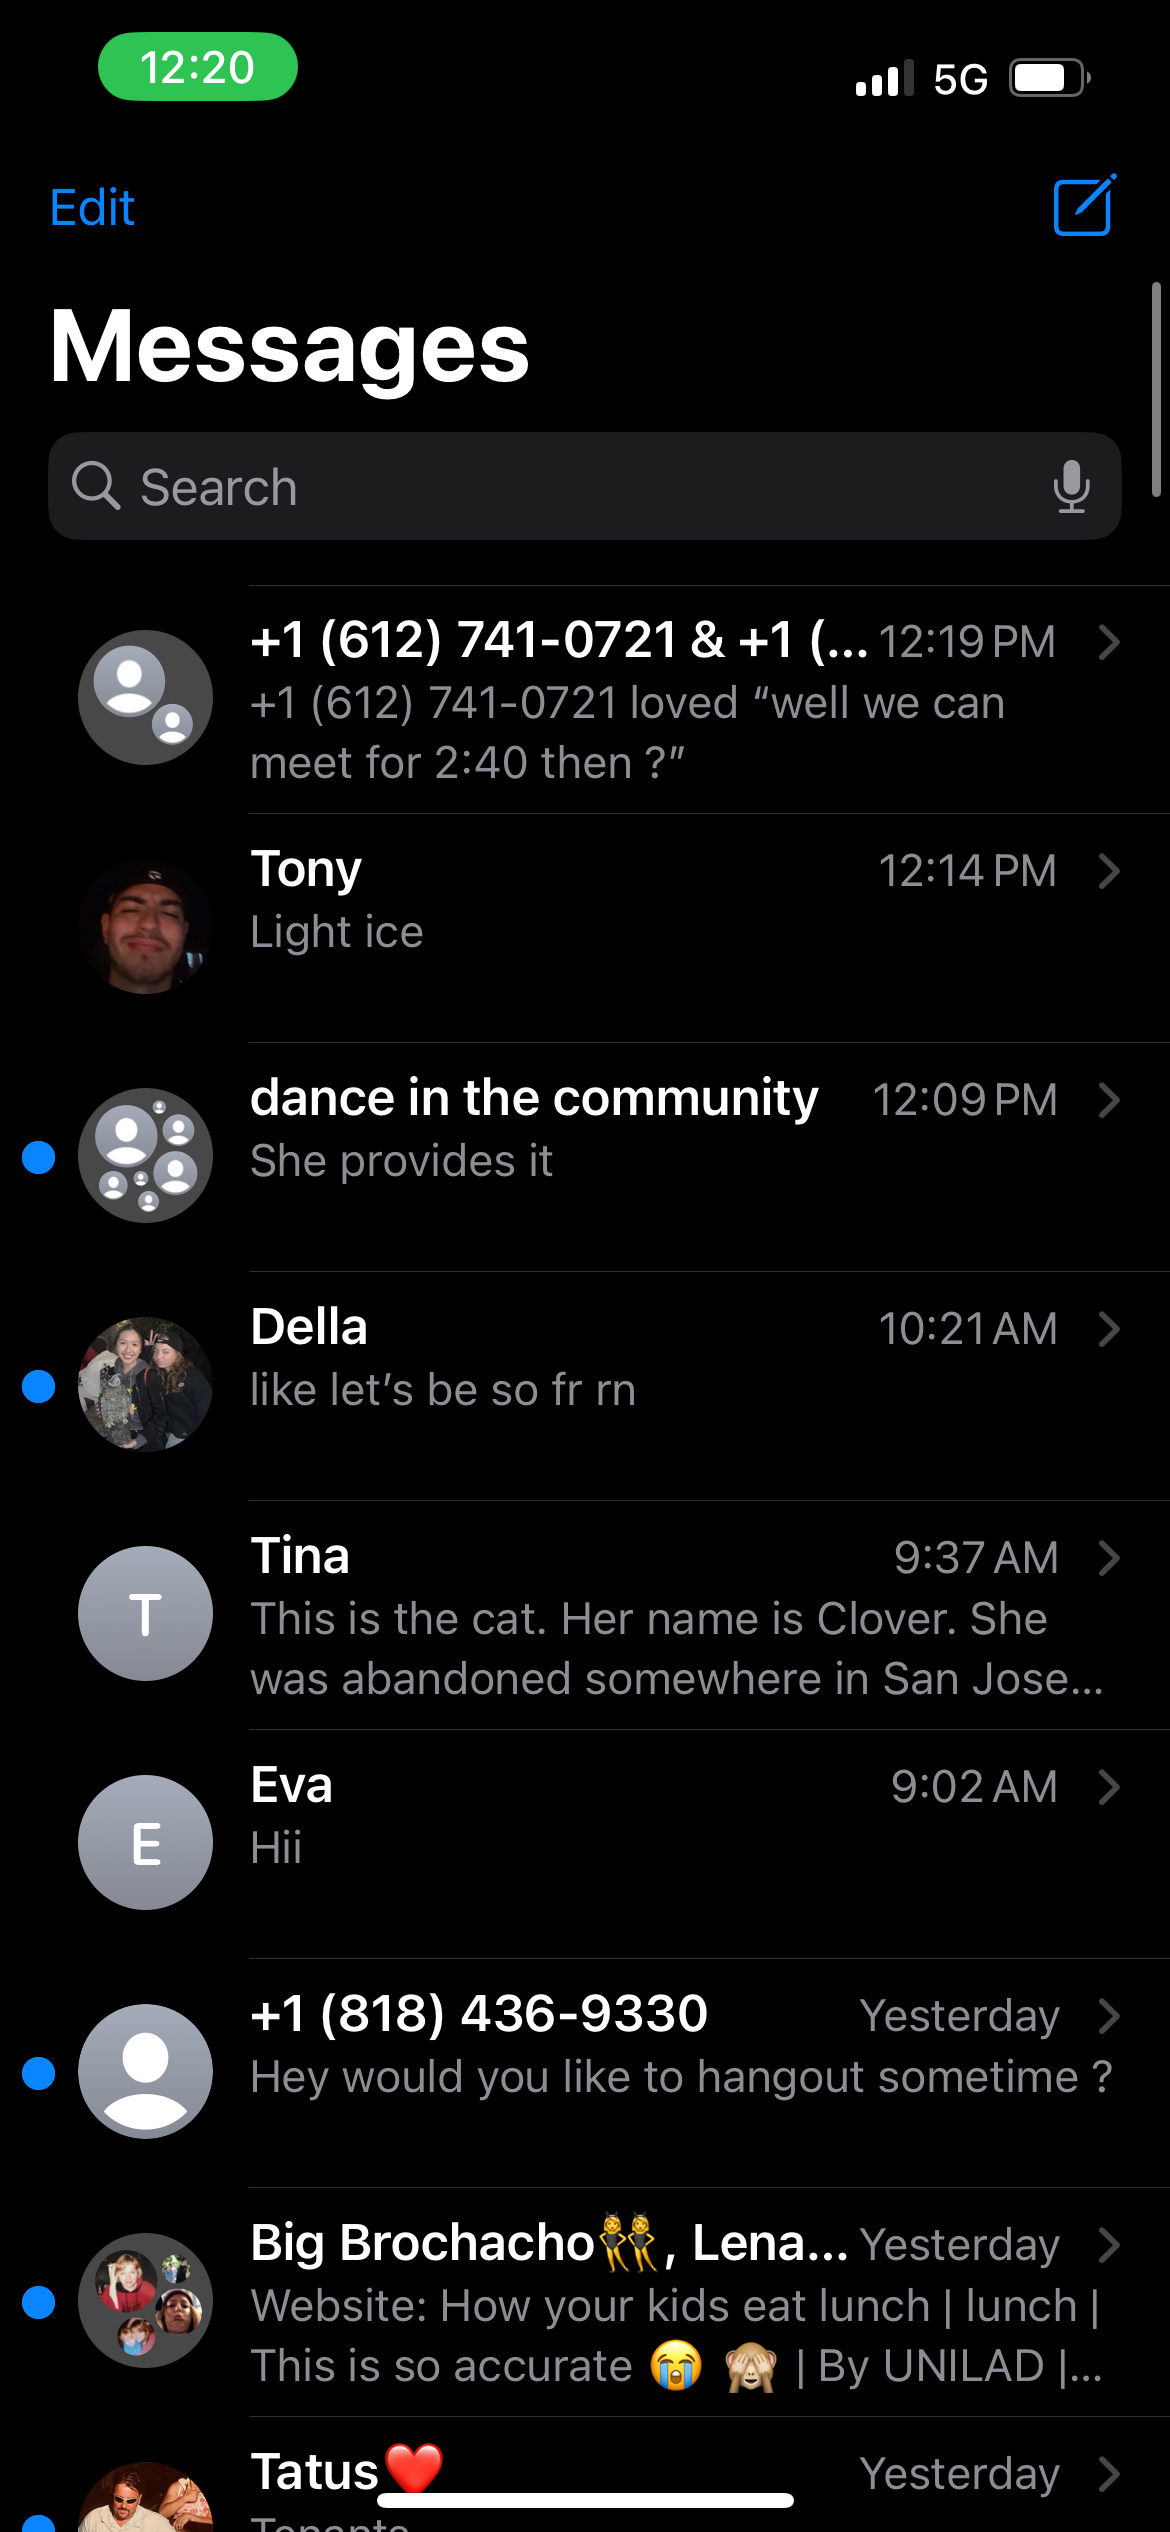 12:20
5G
Edit
Messages
Search
+1 (612) 741-0721 & +1 (... 12:19 PM
+1 (612) 741-0721 loved “well we can
meet for 2:40 then ?”
Tony 12:14 PM
Light ice
dance in the community 12:09 PM
She provides it
Della 10:21 AM
like let’s be so fr rn
T
Tina 9:37 AM
This is the cat. Her name is Clover. She
was abandoned somewhere in San Jose...
E
Eva 9:02 AM
Hii
+1 (818) 436-9330 Yesterday
Hey would you like to hangout sometime ?
Big Brochacho👯, Lena... Yesterday
Website: How your kids eat lunch | lunch |
This is so accurate 😭 🙈 | By UNILAD |...
Tatus❤️ Yesterday